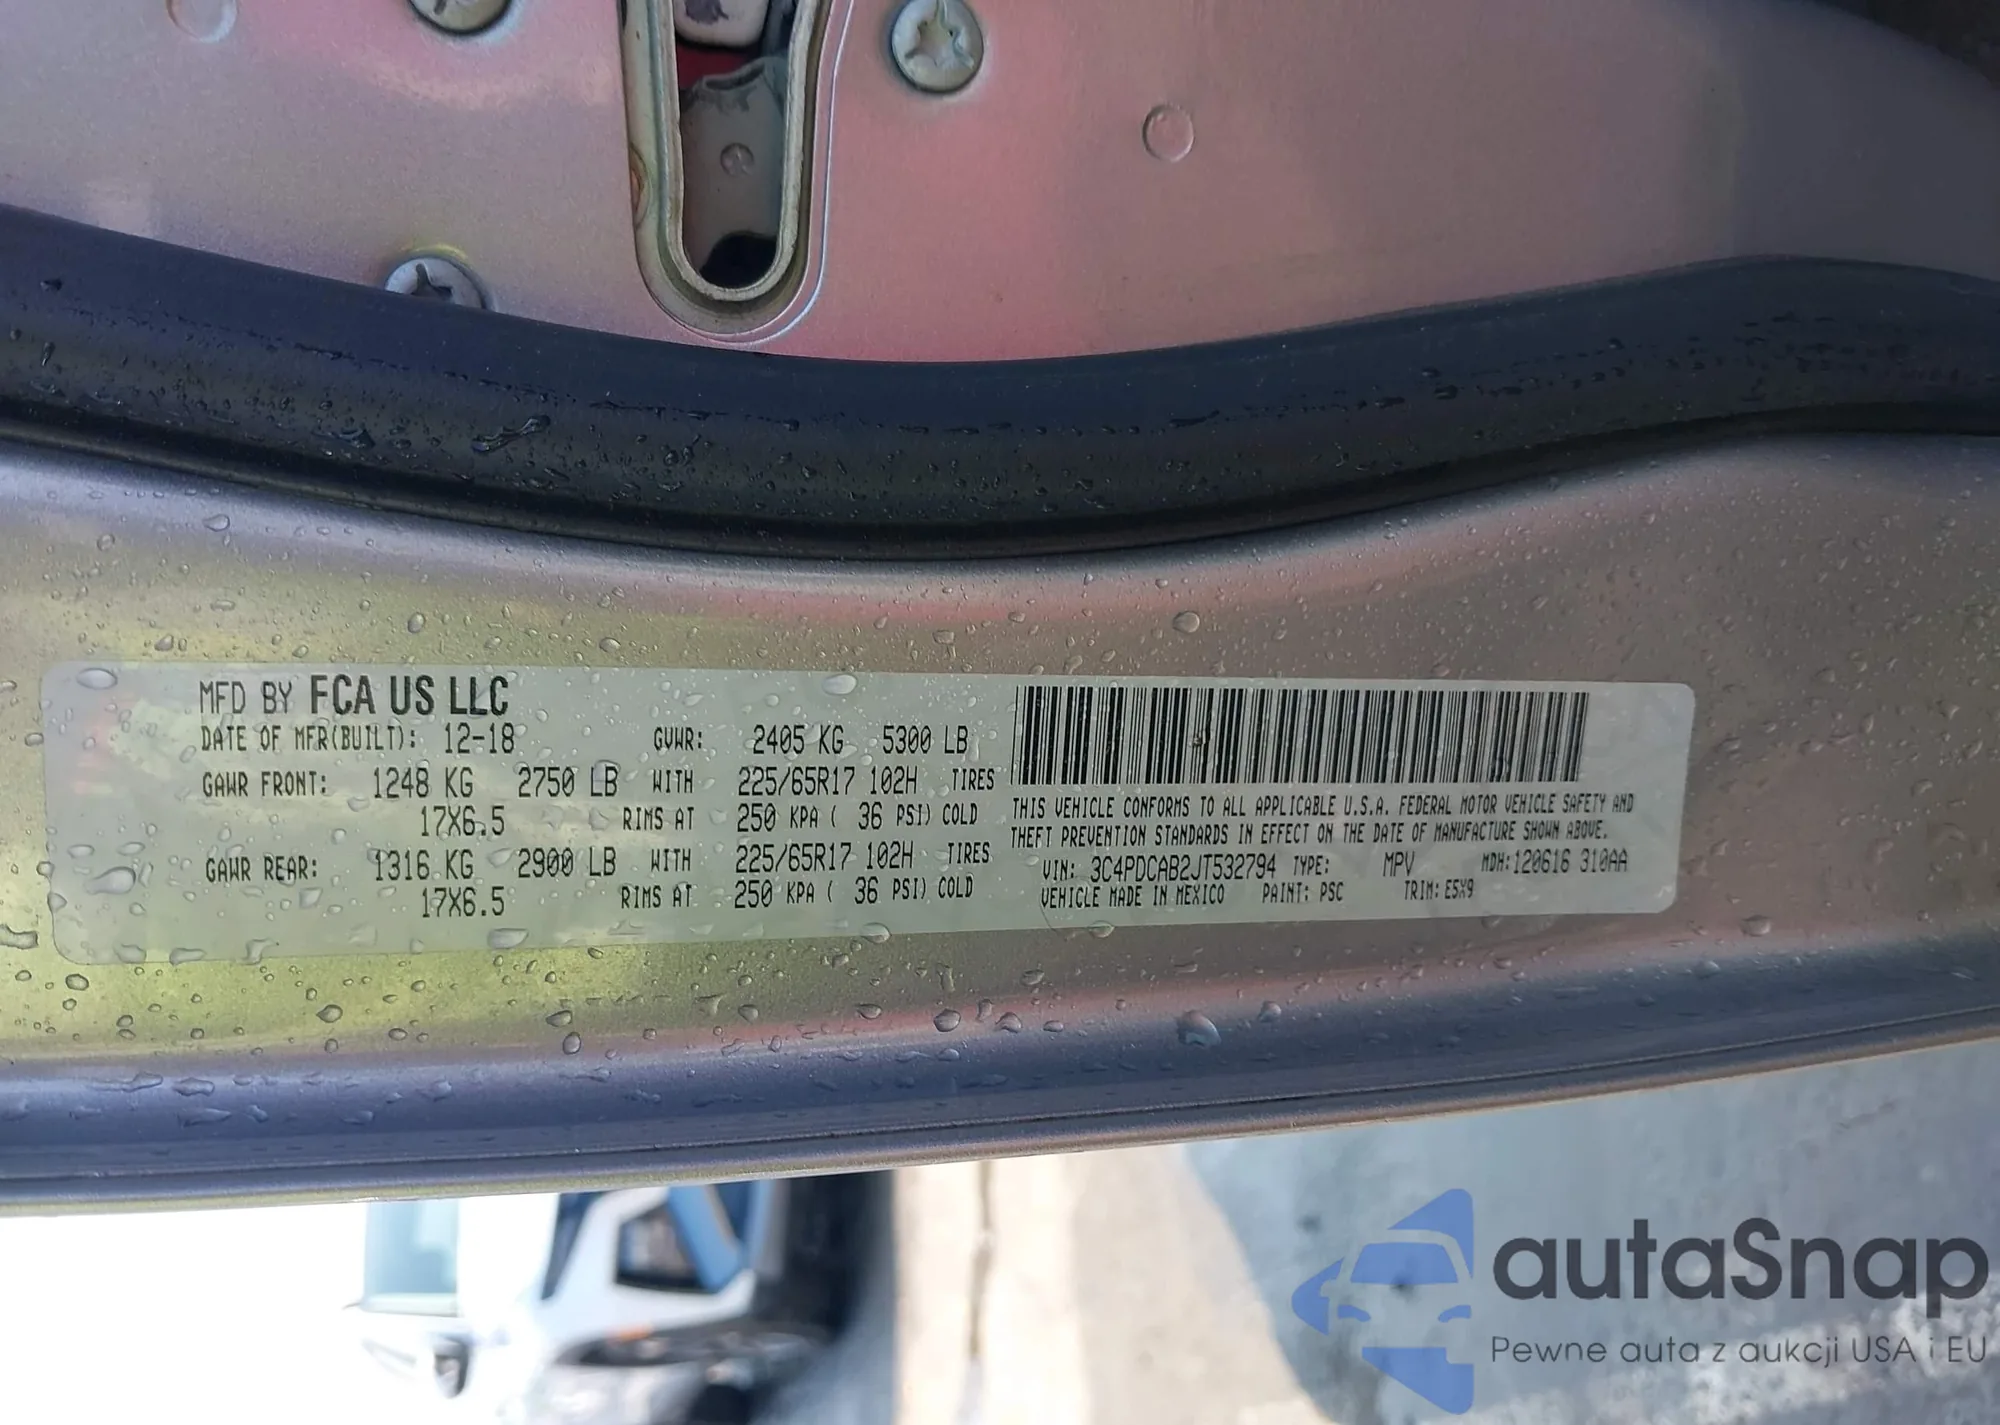 MFD BY FCA US LLC
DATE OF MFR(BUILT): 12-18 GVWR: 2405 KG 5300 LB
GAWR FRONT: 1248 KG 2750 LB WITH 225/65R17 102H TIRES
17X6.5 RIMS AT 250 KPA ( 36 PSI) COLD
GAWR REAR: 1316 KG 2900 LB WITH 225/65R17 102H TIRES
17X6.5 RIMS AT 250 KPA ( 36 PSI) COLD
THIS VEHICLE CONFORMS TO ALL APPLICABLE U.S.A. FEDERAL MOTOR VEHICLE SAFETY AND
THEFT PREVENTION STANDARDS IN EFFECT ON THE DATE OF MANUFACTURE SHOWN ABOVE.
VIN: 3C4PDCAB2JT532794 TYPE: MPV MDH:120616 310AA
VEHICLE MADE IN MEXICO PAINT: PSC TRIM: E5X9
autaSnap
Pewne auta z aukcji USA i EU